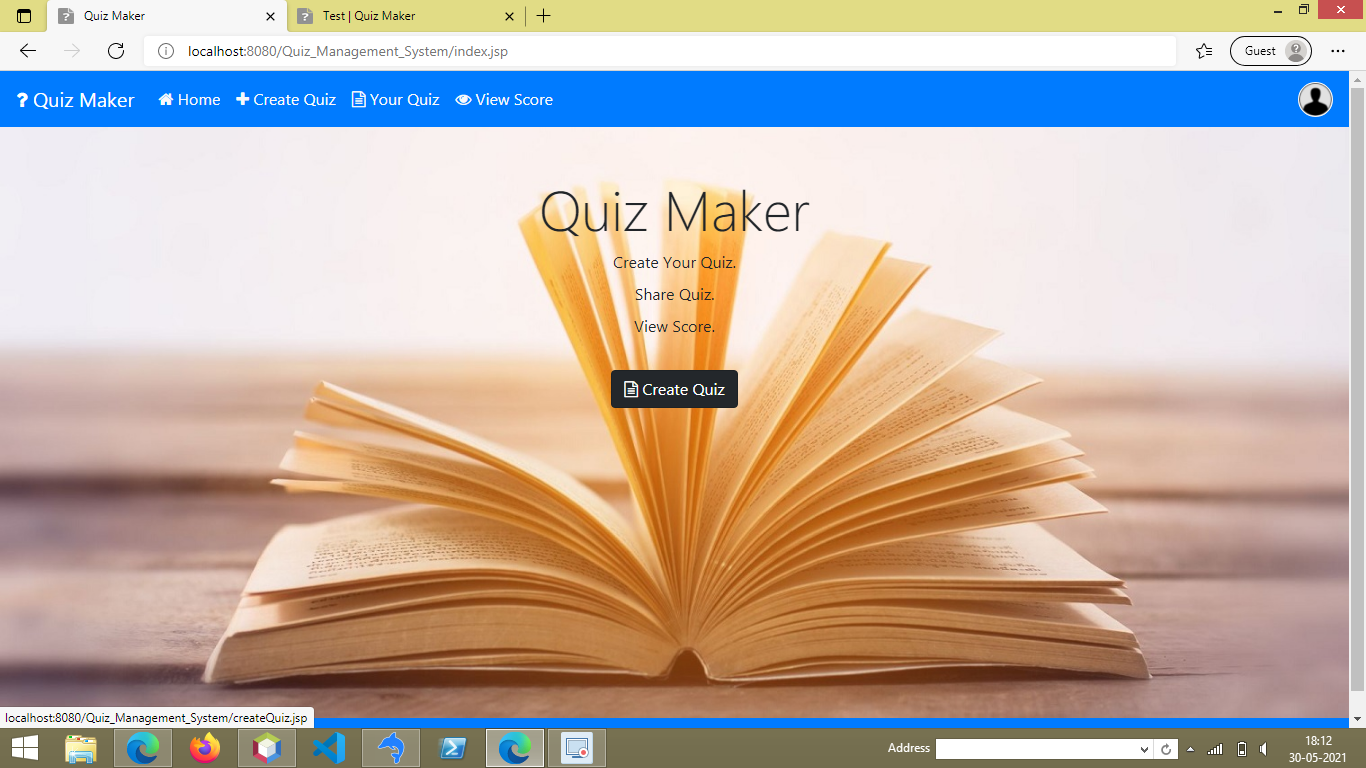 Quiz Maker
Test | Quiz Maker
localhost:8080/Quiz_Management_System/index.jsp
Guest
? Quiz Maker Home Create Quiz Your Quiz View Score
Quiz Maker
Create Your Quiz.
Share Quiz.
View Score.
Create Quiz
localhost:8080/Quiz_Management_System/createQuiz.jsp
Address
18:12
30-05-2021